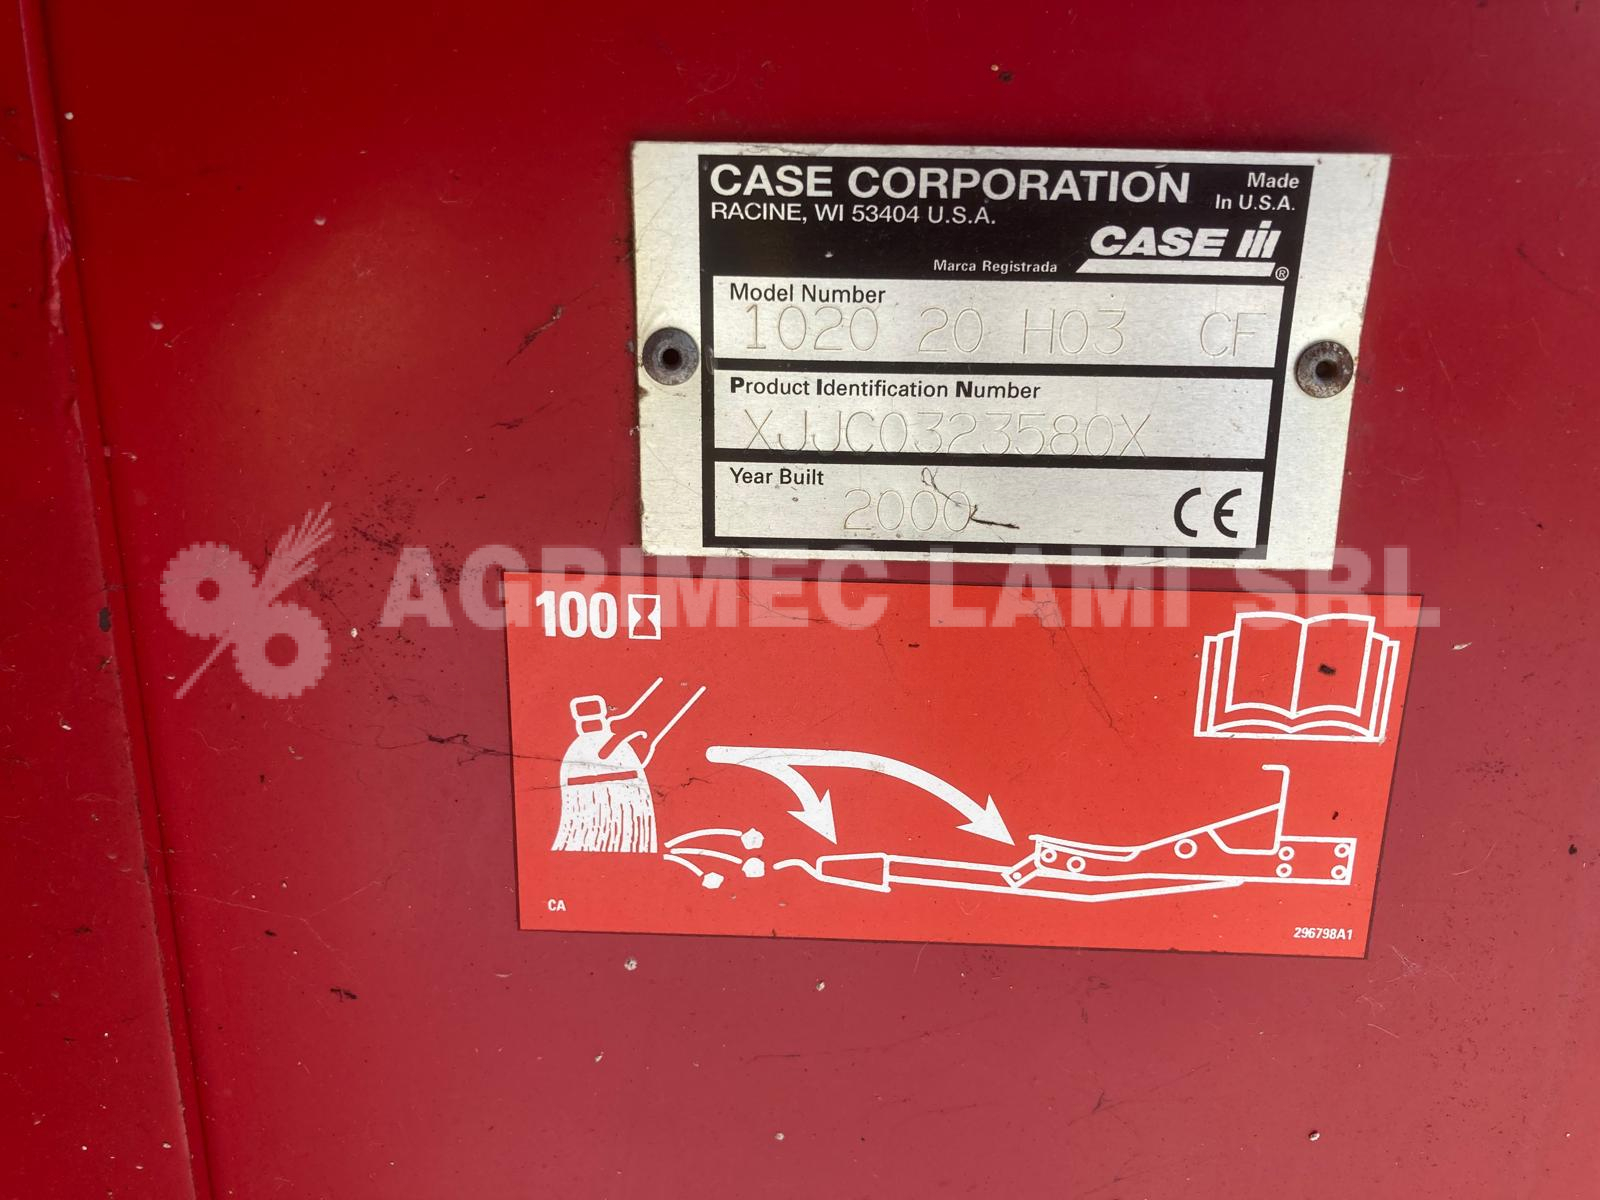 CASE CORPORATION
Made
In U.S.A.
RACINE, WI 53404 U.S.A.
CASE IH
Marca Registrada
®
Model Number
1020 20 H03 CF
Product Identification Number
XJJC0323580X
Year Built
2000
CE
AGRIMEC LAMI SRL
100
CA
296798A1